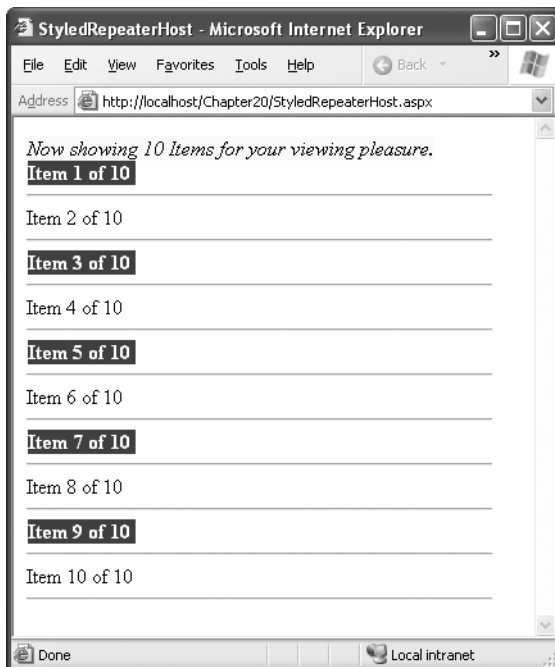 StyledRepeaterHost - Microsoft Internet Explorer
File Edit View Favorites Tools Help Back »
Address http://localhost/Chapter20/StyledRepeaterHost.aspx
Now showing 10 Items for your viewing pleasure.
Item 1 of 10
Item 2 of 10
Item 3 of 10
Item 4 of 10
Item 5 of 10
Item 6 of 10
Item 7 of 10
Item 8 of 10
Item 9 of 10
Item 10 of 10
Done Local intranet